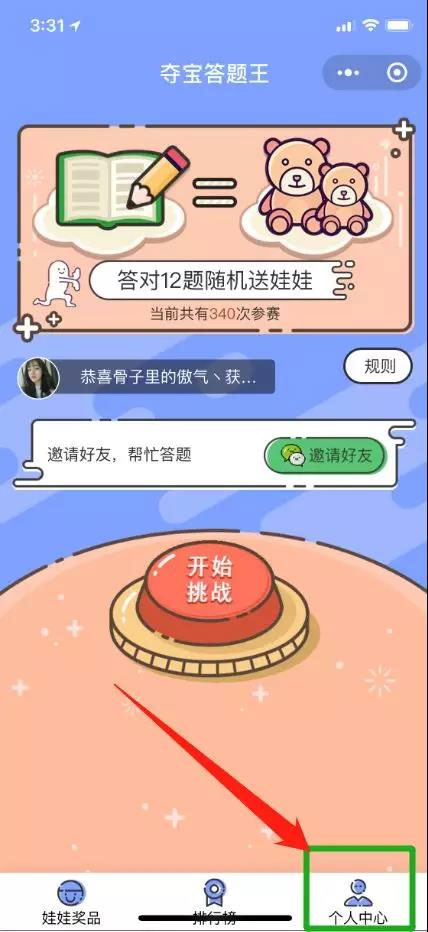 3:31
夺宝答题王
答对12题随机送娃娃
当前共有340次参赛
恭喜骨子里的傲气丶获...
规则
邀请好友，帮忙答题
邀请好友
开始
挑战
娃娃奖品
排行榜
个人中心